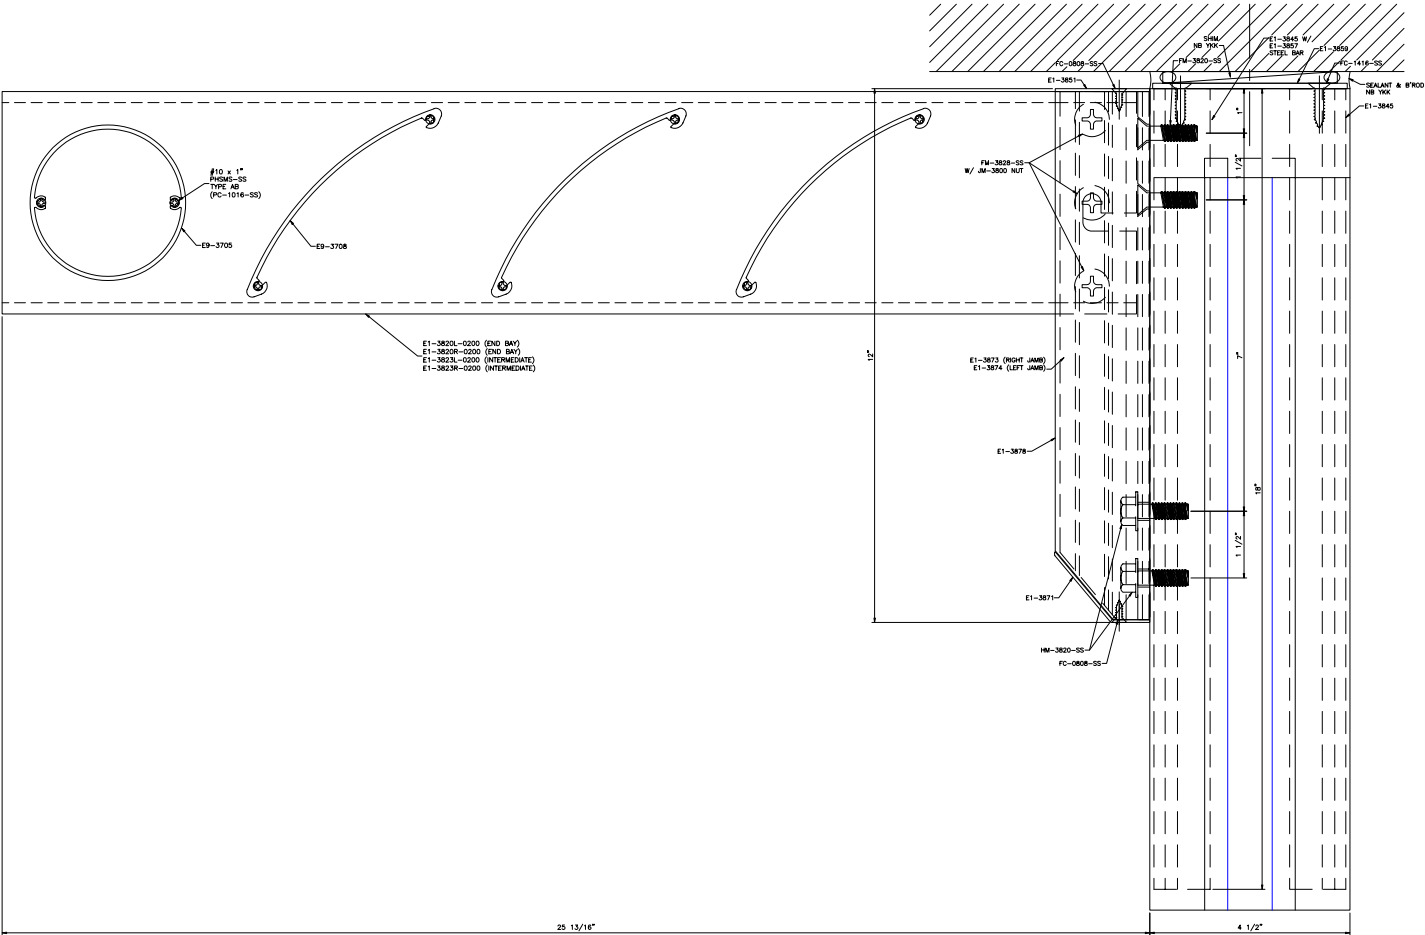 SHIM
NB YKK
E1-3845 W/
E1-3857
STEEL BAR
E1-3859
FM-3820-SS
FC-0808-SS
FC-1416-SS
E1-3851
SEALANT & B'ROD
NB YKK
E1-3845
1"
1/2"
#10 x 1"
PHSMS-SS
TYPE AB
(PC-1016-SS)
FM-3828-SS
W/ JM-3800 NUT
E9-3705
E9-3708
E1-3820L-0200 (END BAY)
E1-3820R-0200 (END BAY)
E1-3823L-0200 (INTERMEDIATE)
E1-3823R-0200 (INTERMEDIATE)
12"
E1-3873 (RIGHT JAMB)
E1-3874 (LEFT JAMB)
7"
E1-3878
18"
1 1/2"
E1-3871
HM-3820-SS
FC-0808-SS
25 13/16"
4 1/2"